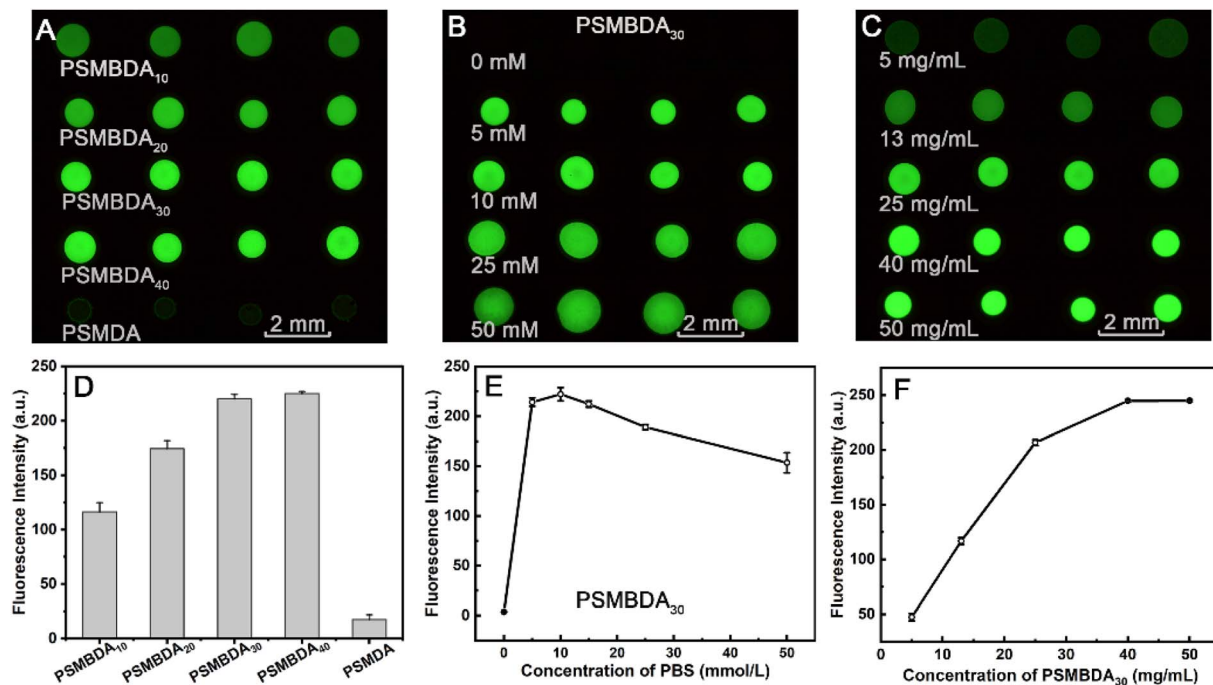 A
PSMBDA₁₀
PSMBDA₂₀
PSMBDA₃₀
PSMBDA₄₀
PSMDA
2 mm
B
PSMBDA₃₀
0 mM
5 mM
10 mM
25 mM
50 mM
2 mm
C
5 mg/mL
13 mg/mL
25 mg/mL
40 mg/mL
50 mg/mL
2 mm
D
Fluorescence Intensity (a.u.)
250
200
150
100
50
0
PSMBDA₁₀ PSMBDA₂₀ PSMBDA₃₀ PSMBDA₄₀ PSMDA
E
Fluorescence Intensity (a.u.)
250
200
150
100
50
0
PSMBDA₃₀
0 10 20 30 40 50
Concentration of PBS (mmol/L)
F
Fluorescence Intensity (a.u.)
250
200
150
100
50
0 10 20 30 40 50
Concentration of PSMBDA₃₀ (mg/mL)